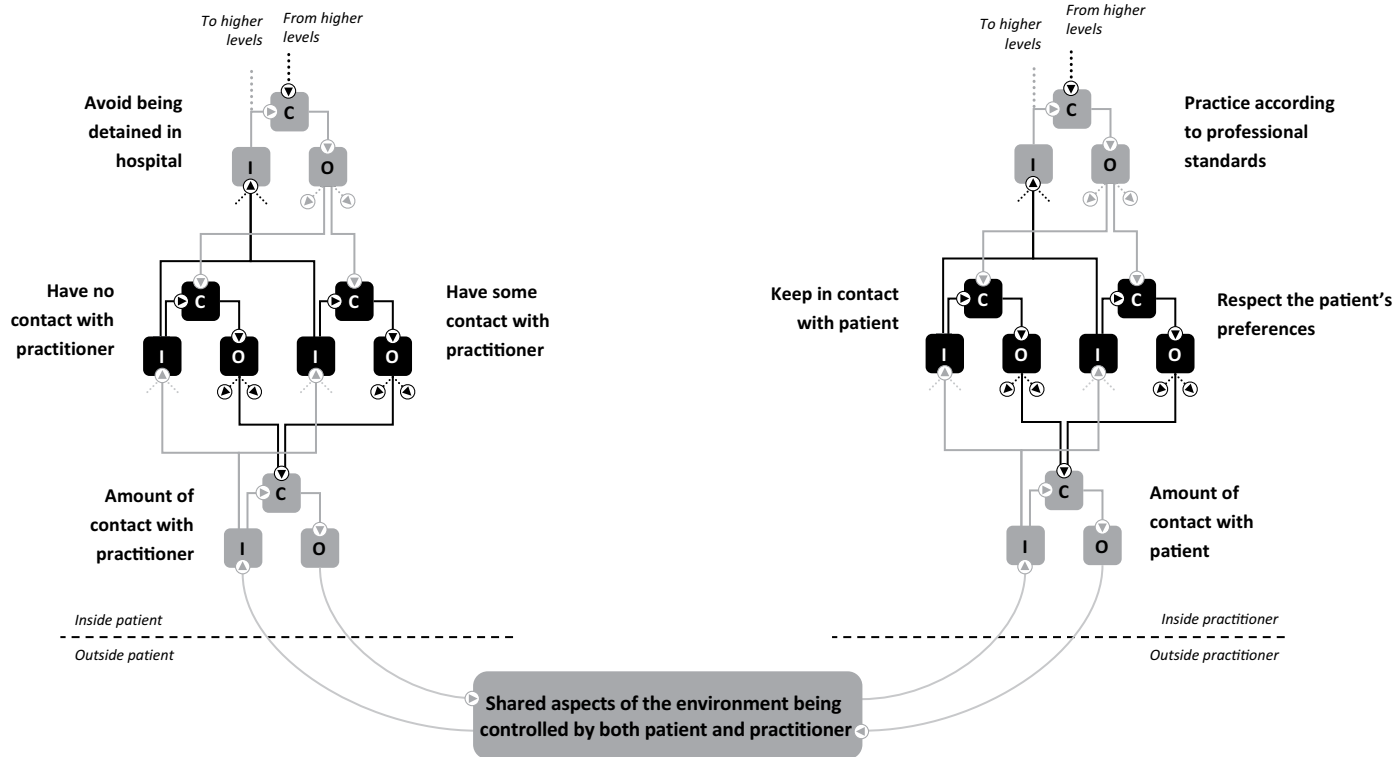 To higher
levels
From higher
levels
C
Avoid being
detained in
hospital
I
O
Have no
contact with
practitioner
C
C
Have some
contact with
practitioner
I
O
I
O
Amount of
contact with
practitioner
C
I
O
Inside patient
Outside patient
To higher
levels
From higher
levels
C
Practice according
to professional
standards
I
O
Keep in contact
with patient
C
C
Respect the patient's
preferences
I
O
I
O
C
Amount of
contact with
patient
I
O
Inside practitioner
Outside practitioner
Shared aspects of the environment being
controlled by both patient and practitioner